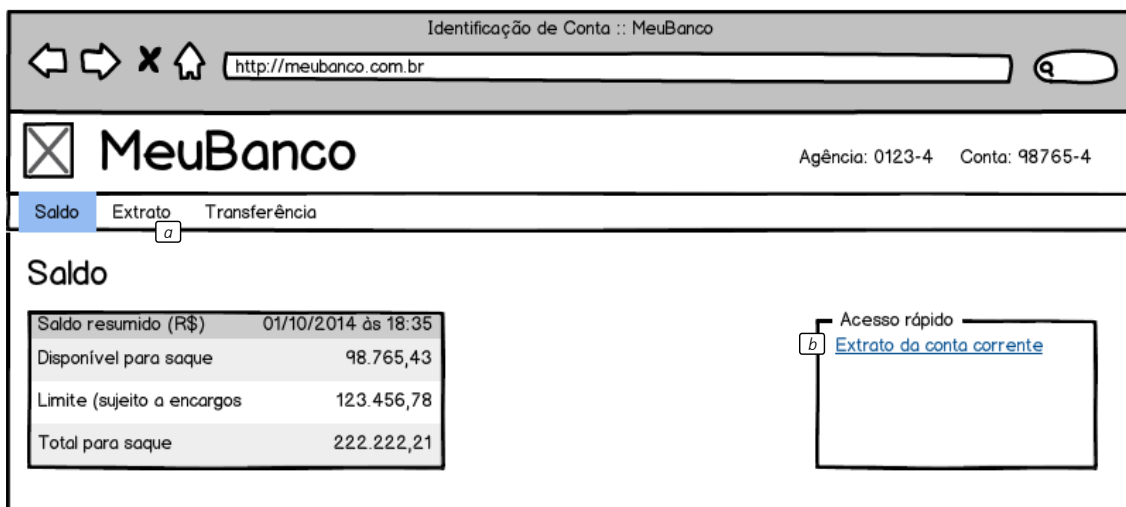 Identificação de Conta :: MeuBanco
http://meubanco.com.br
MeuBanco
Agência: 0123-4 Conta: 98765-4
Saldo Extrato Transferência
a
Saldo
Saldo resumido (R$) 01/10/2014 às 18:35
Disponível para saque 98.765,43
Limite (sujeito a encargos 123.456,78
Total para saque 222.222,21
Acesso rápido
b Extrato da conta corrente